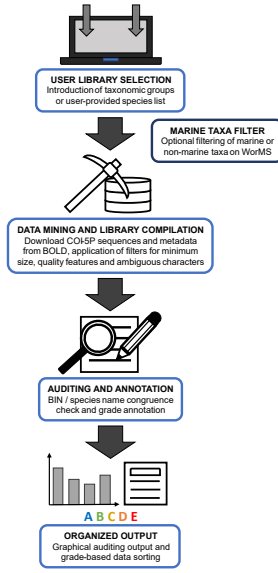 USER LIBRARY SELECTION
Introduction of taxonomic groups
or user-provided species list
MARINE TAXA FILTER
Optional filtering of marine or
non-marine taxa on WorMS
DATA MINING AND LIBRARY COMPILATION
Download COI-5P sequences and metadata
from BOLD, application of filters for minimum
size, quality features and ambiguous characters
AUDITING AND ANNOTATION
BIN / species name congruence
check and grade annotation
A B C D E
ORGANIZED OUTPUT
Graphical auditing output and
grade-based data sorting